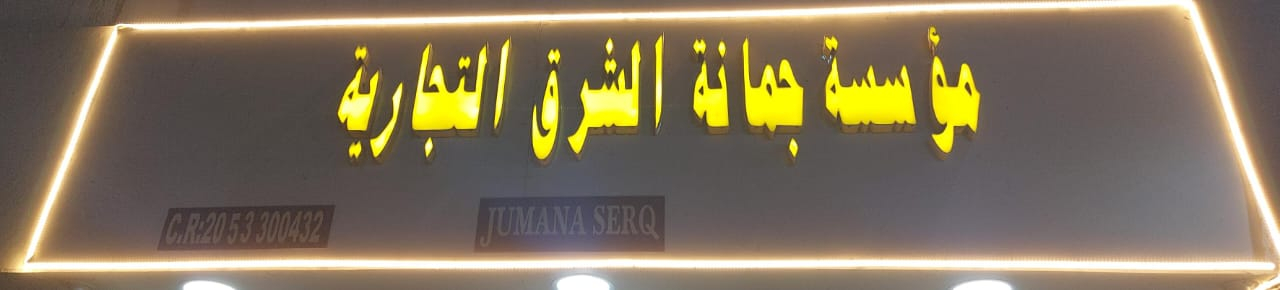 مؤسسة جمانة الشرق التجارية
JUMANA SERQ
C.R:2053300432